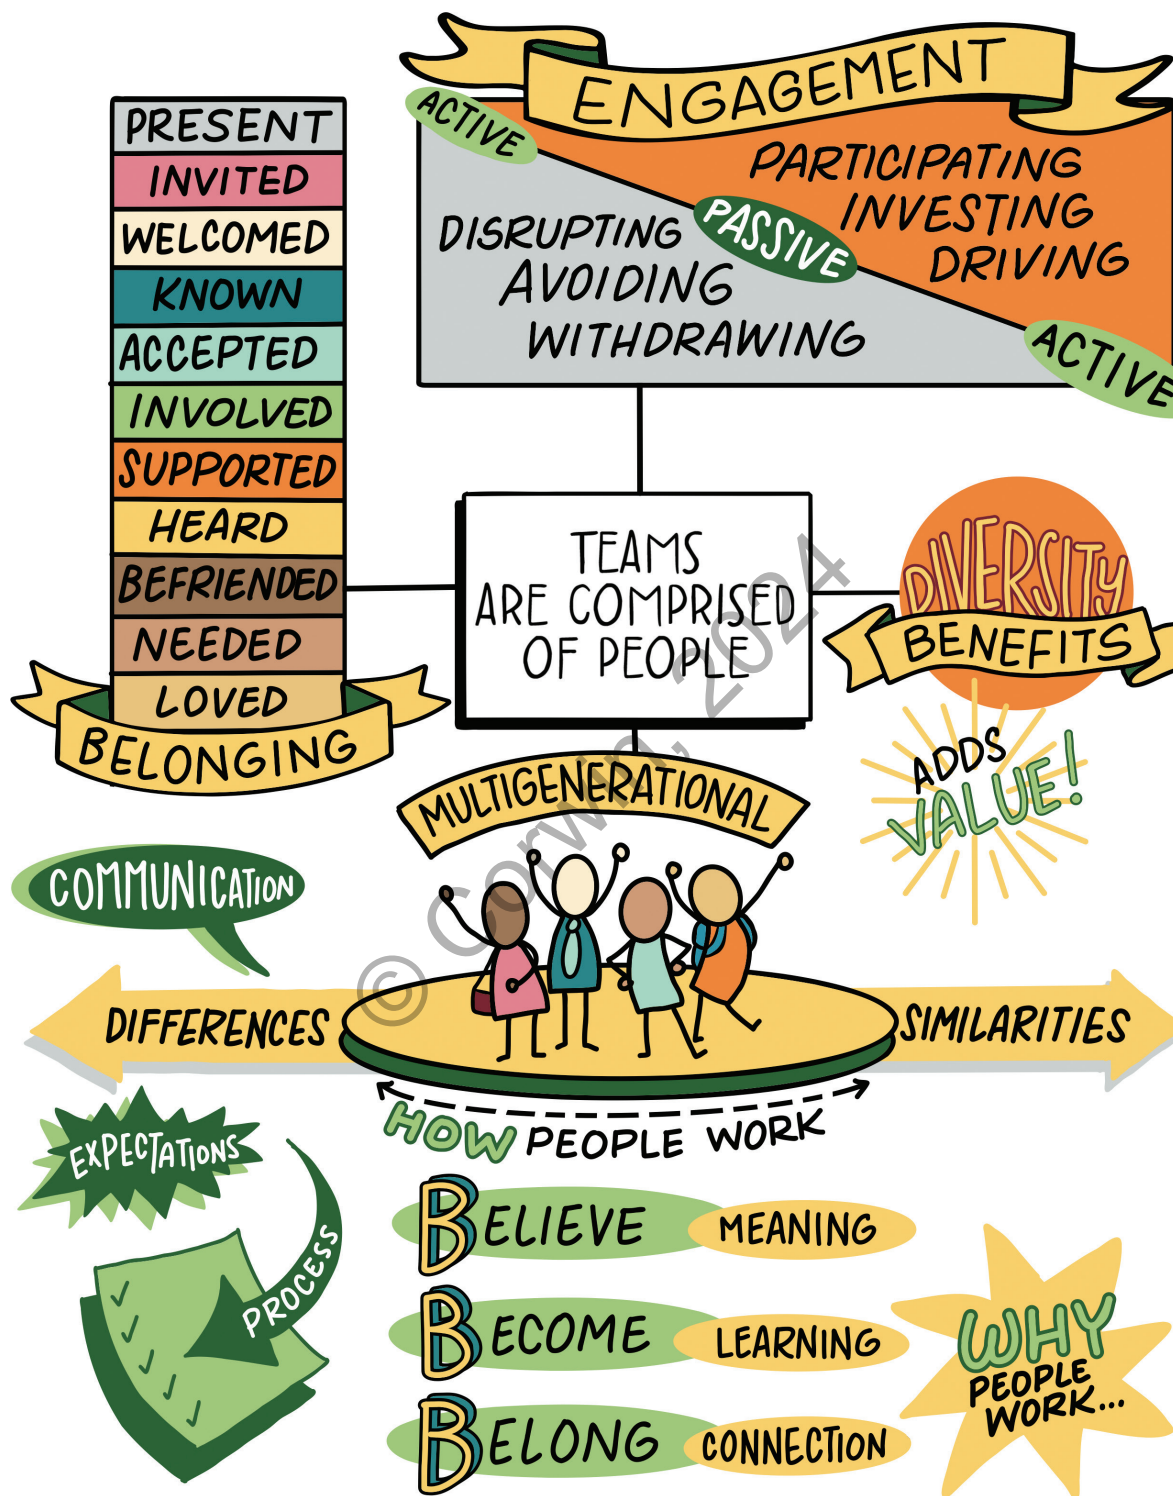 ENGAGEMENT
ACTIVE
PARTICIPATING
INVESTING
DRIVING
PASSIVE
DISRUPTING
AVOIDING
WITHDRAWING
ACTIVE
PRESENT
INVITED
WELCOMED
KNOWN
ACCEPTED
INVOLVED
SUPPORTED
HEARD
BEFRIENDED
NEEDED
LOVED
BELONGING
TEAMS
ARE COMPRISED
OF PEOPLE
DIVERSITY
BENEFITS
ADDS
VALUE!
MULTIGENERATIONAL
COMMUNICATION
DIFFERENCES
SIMILARITIES
HOW PEOPLE WORK
EXPECTATIONS
PROCESS
BELIEVE MEANING
BECOME LEARNING
BELONG CONNECTION
WHY
PEOPLE
WORK...
© Corwin, 2024